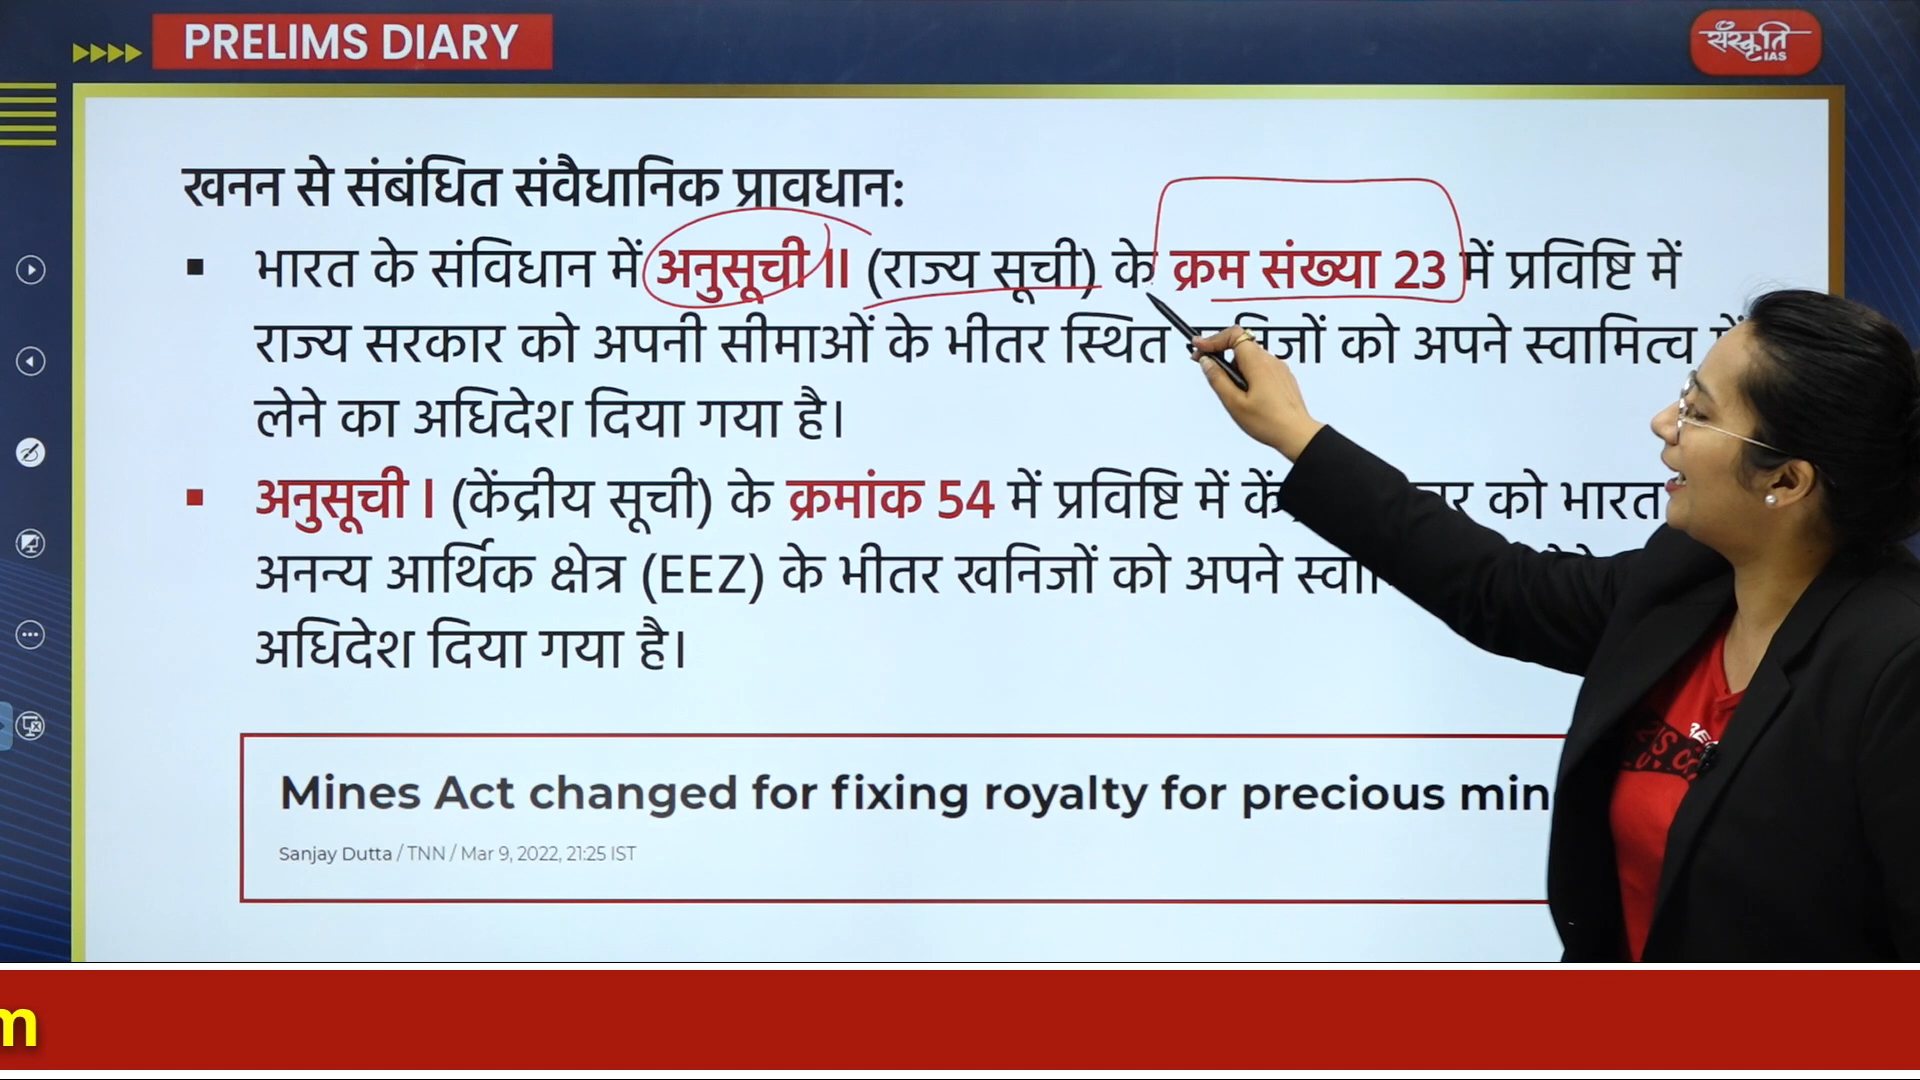 PRELIMS DIARY
संस्कृति
IAS
खनन से संबंधित संवैधानिक प्रावधान:
भारत के संविधान में अनुसूची II (राज्य सूची) के क्रम संख्या 23 में प्रविष्टि में
राज्य सरकार को अपनी सीमाओं के भीतर स्थित को अपने स्वामित्व
लेने का अधिदेश दिया गया है।
अनुसूची I (केंद्रीय सूची) के क्रमांक 54 में प्रविष्टि में को भारत
अनन्य आर्थिक क्षेत्र (EEZ) के भीतर खनिजों को अपने
अधिदेश दिया गया है।
Mines Act changed for fixing royalty for precious min
Sanjay Dutta / TNN / Mar 9, 2022, 21:25 IST
m